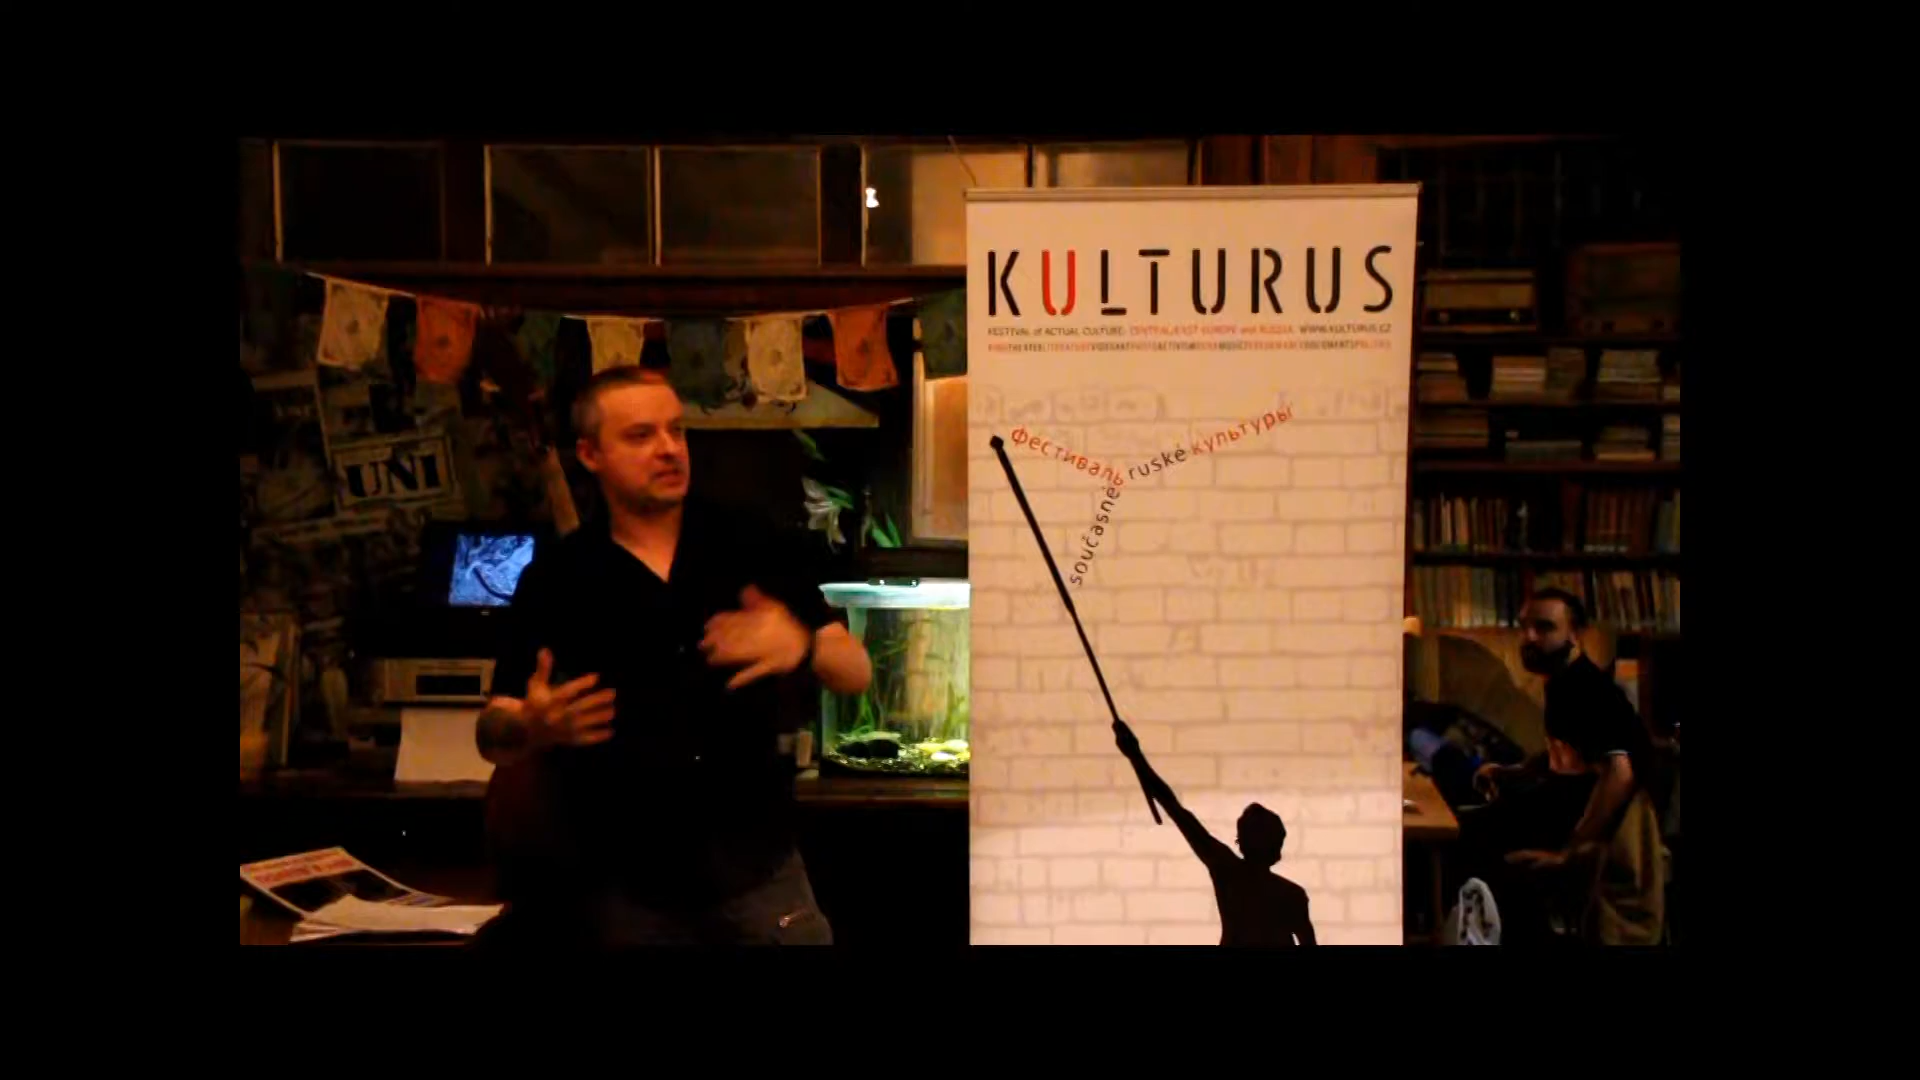 KULTURUS
FESTIVAL of ACTUAL CULTURE: CENTRAL/EAST EUROPE and RUSSIA WWW.KULTURUS.CZ
фестиваль ruské культуры
současné
UNI